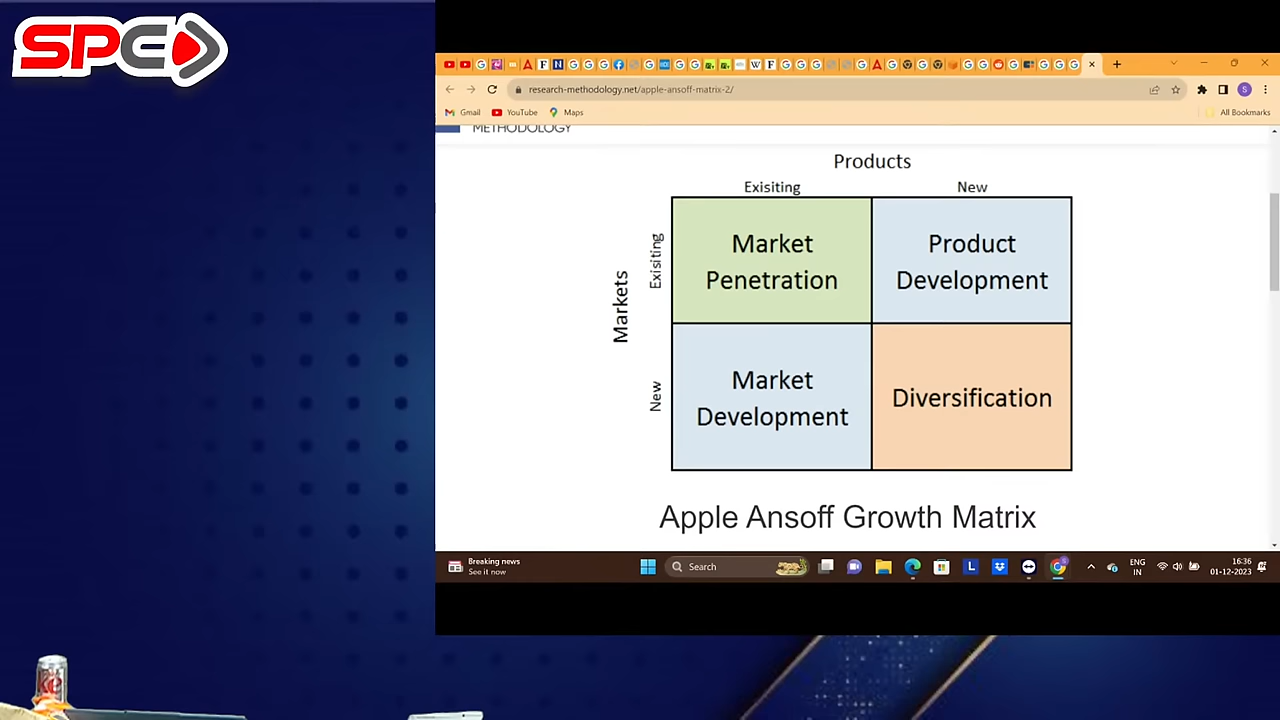 SPED
research-methodology.net/apple-ansoff-matrix-2/
Gmail YouTube Maps All Bookmarks
METHODOLOGY
Products
Exisiting New
Markets
Exisiting
Market
Penetration
Product
Development
New
Market
Development
Diversification
Apple Ansoff Growth Matrix
Breaking news
See it now
Search
ENG
IN
16:36
01-12-2023